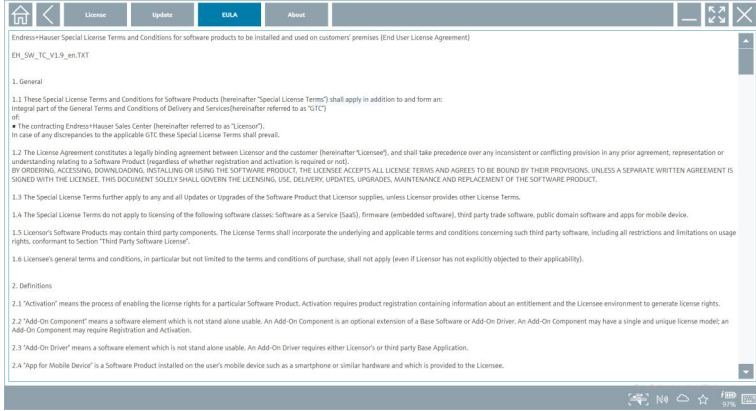 License Update EULA About
Endress+Hauser Special License Terms and Conditions for software products to be installed and used on customers' premises (End User License Agreement)
EH_SW_TC_V1.9_en.TXT
1. General
1.1 These Special License Terms and Conditions for Software Products (hereinafter "Special License Terms") shall apply in addition to and form an:
Integral part of the General Terms and Conditions of Delivery and Services(hereinafter referred to as "GTC")
of:
• The contracting Endress+Hauser Sales Center (hereinafter referred to as "Licensor").
In case of any discrepancies to the applicable GTC these Special License Terms shall prevail.
1.2 The License Agreement constitutes a legally binding agreement between Licensor and the customer (hereinafter "Licensee"), and shall take precedence over any inconsistent or conflicting provision in any prior agreement, representation or
understanding relating to a Software Product (regardless of whether registration and activation is required or not).
BY ORDERING, ACCESSING, DOWNLOADING, INSTALLING OR USING THE SOFTWARE PRODUCT, THE LICENSEE ACCEPTS ALL LICENSE TERMS AND AGREES TO BE BOUND BY THEIR PROVISIONS, UNLESS A SEPARATE WRITTEN AGREEMENT IS
SIGNED WITH THE LICENSEE, THIS DOCUMENT SOLELY SHALL GOVERN THE LICENSING, USE, DELIVERY, UPDATES, UPGRADES, MAINTENANCE AND REPLACEMENT OF THE SOFTWARE PRODUCT.
1.3 The Special License Terms further apply to any and all Updates or Upgrades of the Software Product that Licensor supplies, unless Licensor provides other License Terms.
1.4 The Special License Terms do not apply to licensing of the following software classes: Software as a Service (SaaS), firmware (embedded software), third party trade software, public domain software and apps for mobile device.
1.5 Licensor's Software Products may contain third party components. The License Terms shall incorporate the underlying and applicable terms and conditions concerning such third party software, including all restrictions and limitations on usage
rights, conformant to Section "Third Party Software License".
1.6 Licensee's general terms and conditions, in particular but not limited to the terms and conditions of purchase, shall not apply (even if Licensor has not explicitly objected to their applicability).
2. Definitions
2.1 "Activation" means the process of enabling the license rights for a particular Software Product. Activation requires product registration containing information about an entitlement and the Licensee environment to generate license rights.
2.2 "Add-On Component" means a software element which is not stand alone usable. An Add-On Component is an optional extension of a Base Software or Add-On Driver. An Add-On Component may have a single and unique license model; an
Add-On Component may require Registration and Activation.
2.3 "Add-On Driver" means a software element which is not stand alone usable. An Add-On Driver requires either Licensor's or third party Base Application.
2.4 "App for Mobile Device" is a Software Product installed on the user's mobile device such as a smartphone or similar hardware and which is provided to the Licensee.
97%